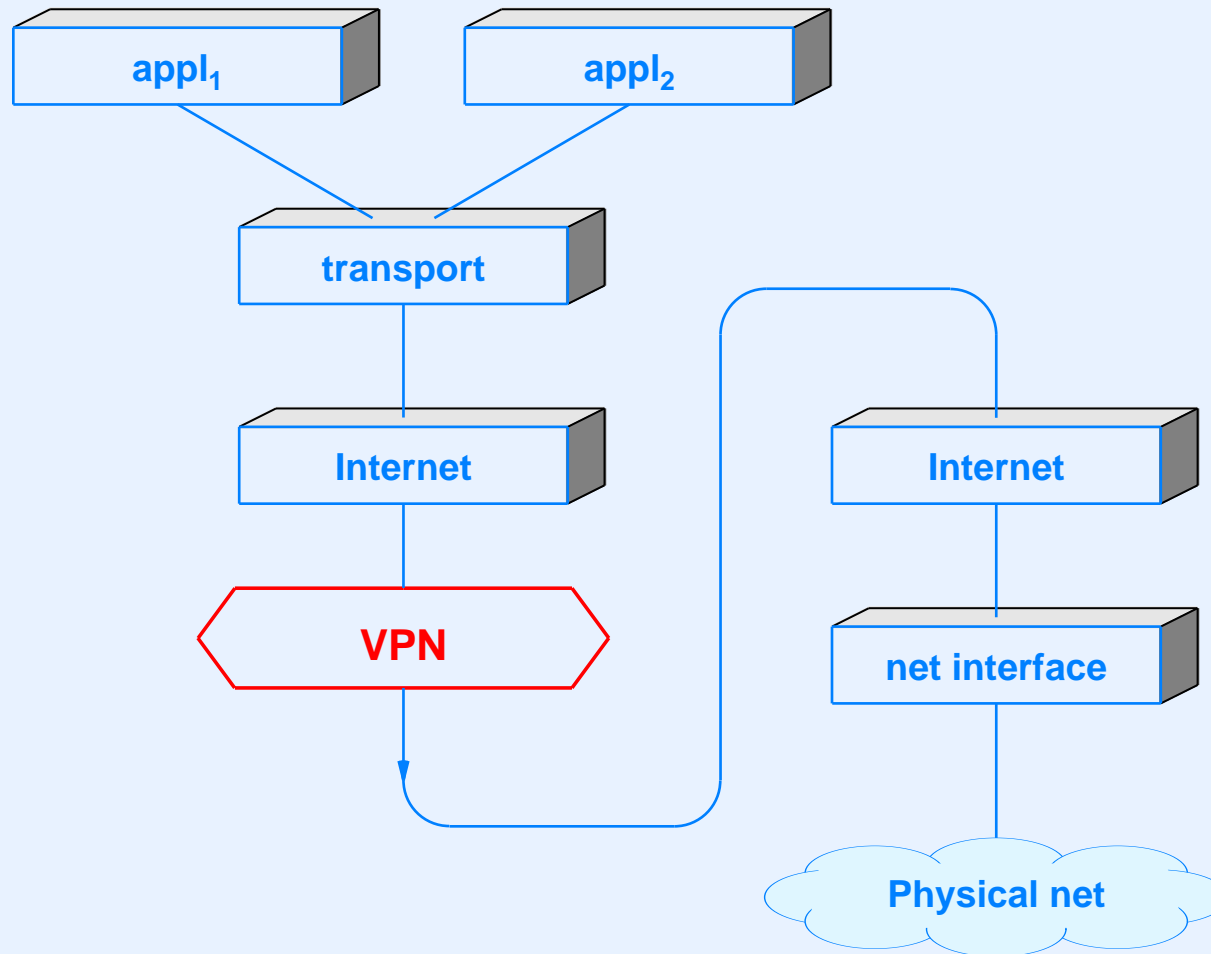 appl₁
appl₂
transport
Internet
Internet
VPN
net interface
Physical net